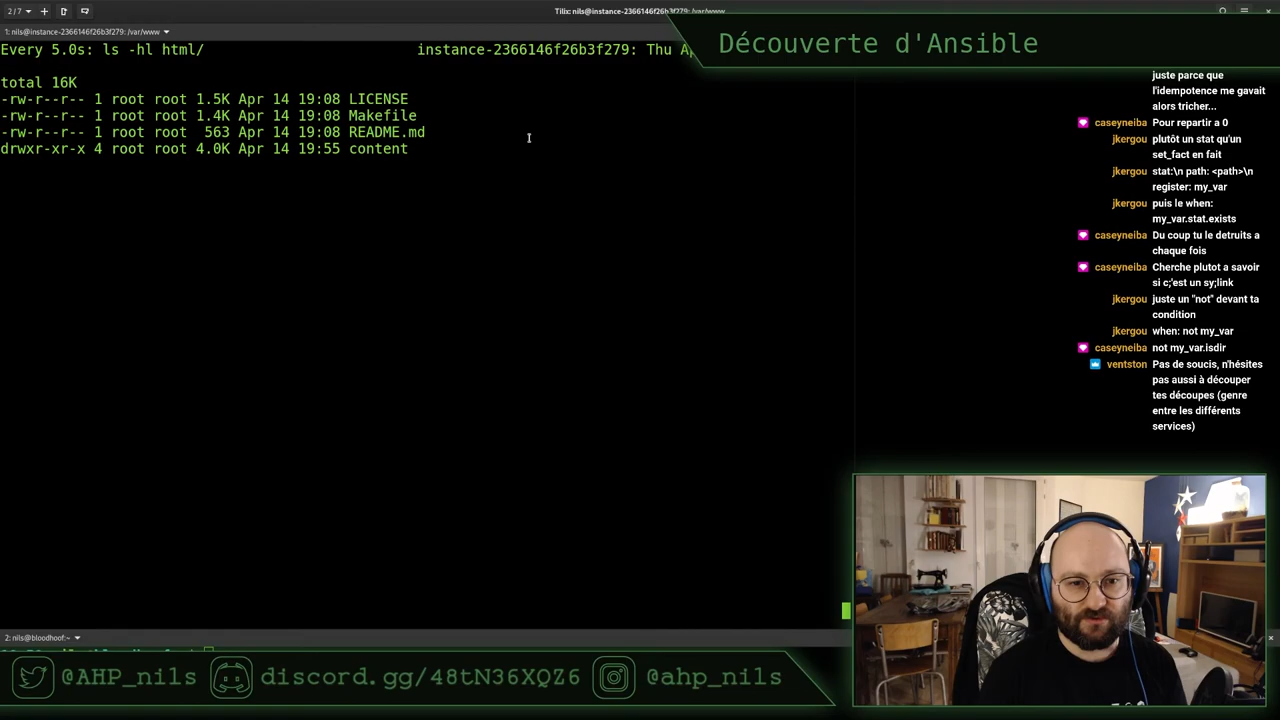 2/7
Tilix: nils@instance-2366146f26b3f279: /var/www
1: nils@instance-2366146f26b3f279: /var/www
Découverte d'Ansible
Every 5.0s: ls -hl html/
instance-2366146f26b3f279: Thu Ap
total 16K
-rw-r--r-- 1 root root 1.5K Apr 14 19:08 LICENSE
-rw-r--r-- 1 root root 1.4K Apr 14 19:08 Makefile
-rw-r--r-- 1 root root 563 Apr 14 19:08 README.md
drwxr-xr-x 4 root root 4.0K Apr 14 19:55 content
juste parce que
l'idempotence me gavait
alors tricher...
caseyneiba Pour repartir a 0
jkergou plutôt un stat qu'un
set_fact en fait
jkergou stat:\n path: <path>\n
register: my_var
jkergou puis le when:
my_var.stat.exists
caseyneiba Du coup tu le detruits a
chaque fois
caseyneiba Cherche plutot a savoir
si c;'est un sy;link
jkergou juste un "not" devant ta
condition
jkergou when: not my_var
caseyneiba not my_var.isdir
ventston Pas de soucis, n'hésites
pas aussi à découper
tes découpes (genre
entre les différents
services)
2: nils@bloodhoof:~
@AHP_nils
discord.gg/48tN36XQZ6
@ahp_nils